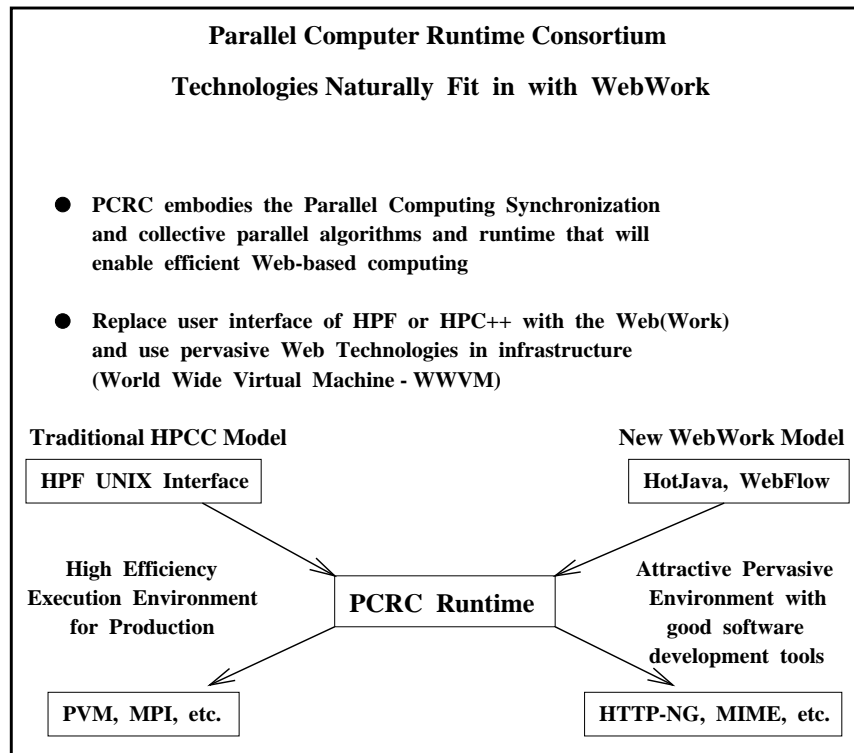 Parallel Computer Runtime Consortium
Technologies Naturally Fit in with WebWork
● PCRC embodies the Parallel Computing Synchronization
and collective parallel algorithms and runtime that will
enable efficient Web-based computing
● Replace user interface of HPF or HPC++ with the Web(Work)
and use pervasive Web Technologies in infrastructure
(World Wide Virtual Machine - WWVM)
Traditional HPCC Model
HPF UNIX Interface
New WebWork Model
HotJava, WebFlow
High Efficiency
Execution Environment
for Production
PCRC Runtime
Attractive Pervasive
Environment with
good software
development tools
PVM, MPI, etc.
HTTP-NG, MIME, etc.